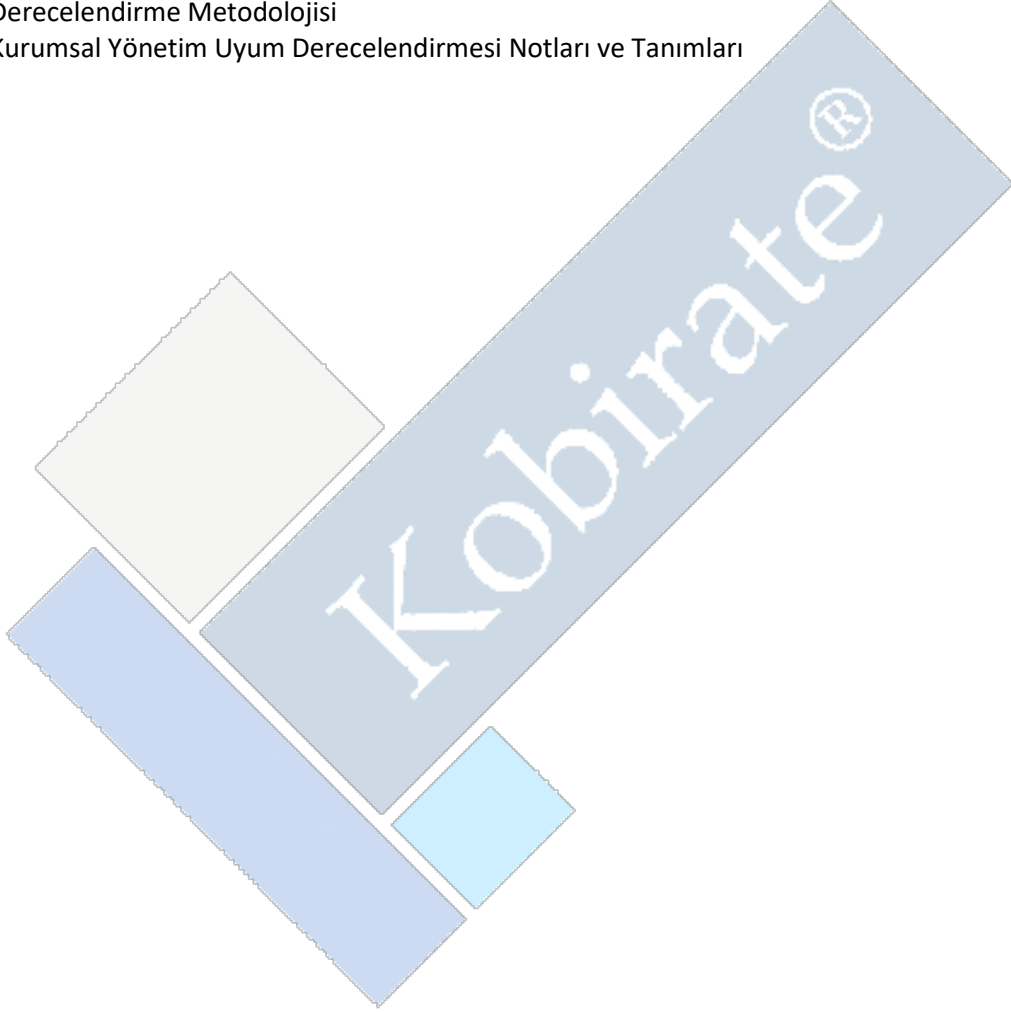 Derecelendirme Metodolojisi
Kurumsal Yönetim Uyum Derecelendirmesi Notları ve Tanımları
Kobirate®